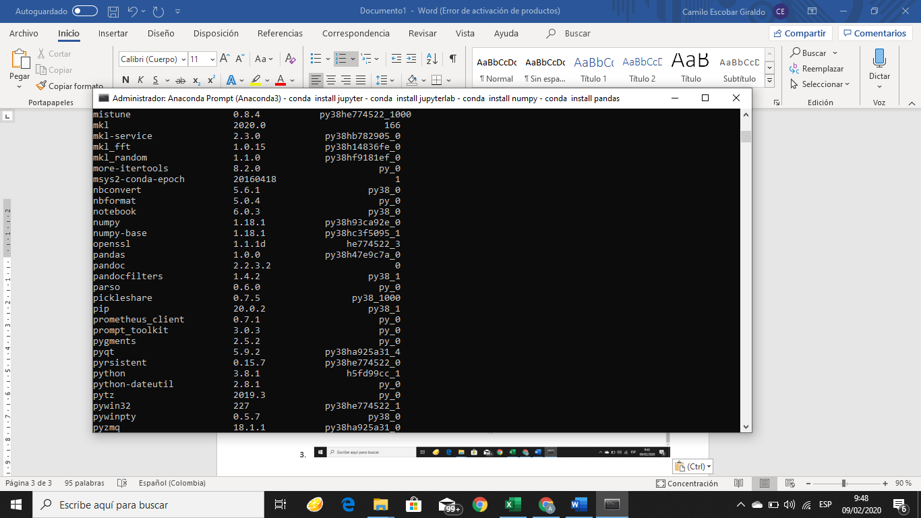 Autoguardado
Documento1 - Word (Error de activación de productos)
Camilo Escobar Giraldo CE
Archivo Inicio Insertar Diseño Disposición Referencias Correspondencia Revisar Vista Ayuda Buscar Compartir Comentarios
Pegar
Cortar
Copiar
Copiar formato
Portapapeles
Calibri (Cuerpo) 11 A A Aa
N K S ab x₂ x² A A
AaBbCcDc AaBbCcDc AaBbCc AaBbCcD AaB AaBbCcD
¶ Normal ¶ Sin espa... Título 1 Título 2 Título Subtítulo
Buscar
Reemplazar
Seleccionar
Edición
Dictar
Voz
Administrador: Anaconda Prompt (Anaconda3) - conda install jupyter - conda install jupyterlab - conda install numpy - conda install pandas
mistune 0.8.4 py38he774522_1000
mkl 2020.0 166
mkl-service 2.3.0 py38hb782905_0
mkl_fft 1.0.15 py38h14836fe_0
mkl_random 1.1.0 py38hf9181ef_0
more-itertools 8.2.0 py_0
msys2-conda-epoch 20160418 1
nbconvert 5.6.1 py38_0
nbformat 5.0.4 py_0
notebook 6.0.3 py38_0
numpy 1.18.1 py38h93ca92e_0
numpy-base 1.18.1 py38hc3f5095_1
openssl 1.1.1d he774522_3
pandas 1.0.0 py38h47e9c7a_0
pandoc 2.2.3.2 0
pandocfilters 1.4.2 py38_1
parso 0.6.0 py_0
pickleshare 0.7.5 py38_1000
pip 20.0.2 py38_1
prometheus_client 0.7.1 py_0
prompt_toolkit 3.0.3 py_0
pygments 2.5.2 py_0
pyqt 5.9.2 py38ha925a31_4
pyrsistent 0.15.7 py38he774522_0
python 3.8.1 h5fd99cc_1
python-dateutil 2.8.1 py_0
pytz 2019.3 py_0
pywin32 227 py38he774522_1
pywinpty 0.5.7 py38_0
pyzmq 18.1.1 py38ha925a31_0
3.
Escribe aquí para buscar
(Ctrl)
Página 3 de 3 95 palabras Español (Colombia) Concentración 90 %
Escribe aquí para buscar
99+
ESP
9:48
09/02/2020
6